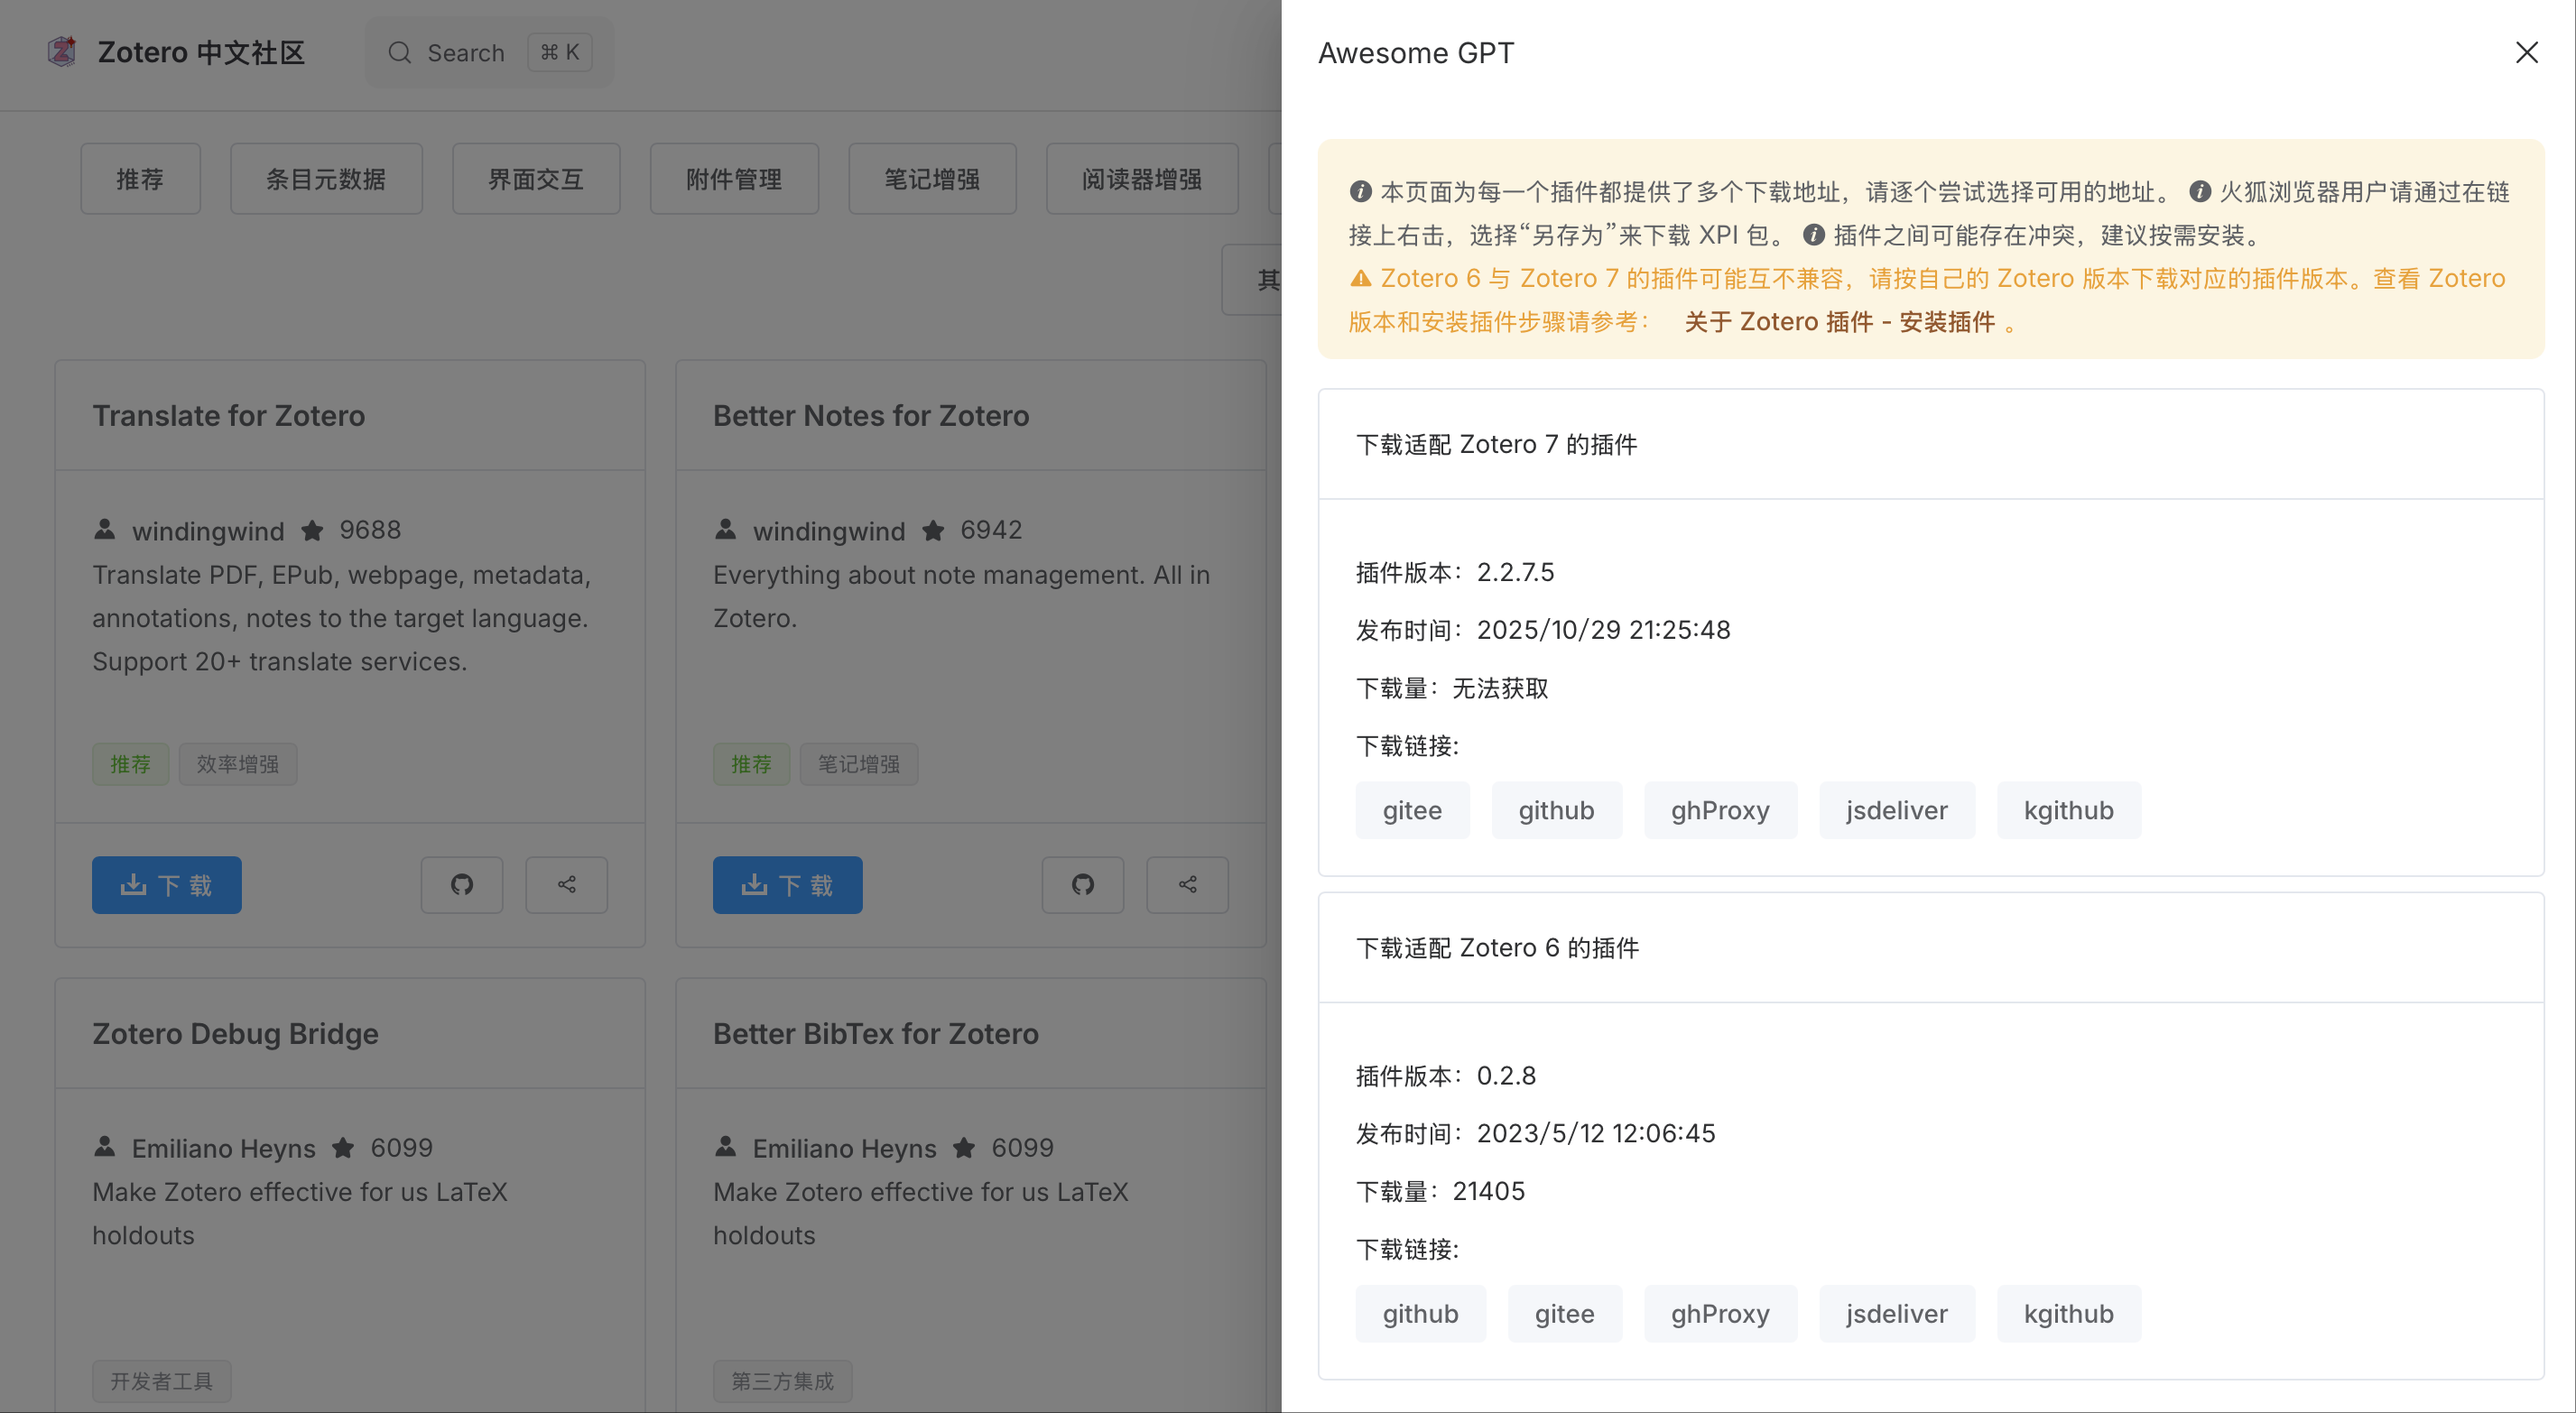 Zotero 中文社区
Search
⌘ K
推荐
条目元数据
界面交互
附件管理
笔记增强
阅读器增强
其
Translate for Zotero
windingwind 9688
Translate PDF, EPub, webpage, metadata,
annotations, notes to the target language.
Support 20+ translate services.
推荐
效率增强
下 载
Better Notes for Zotero
windingwind 6942
Everything about note management. All in
Zotero.
推荐
笔记增强
下 载
Zotero Debug Bridge
Emiliano Heyns 6099
Make Zotero effective for us LaTeX
holdouts
开发者工具
Better BibTex for Zotero
Emiliano Heyns 6099
Make Zotero effective for us LaTeX
holdouts
第三方集成
Awesome GPT
本页面为每一个插件都提供了多个下载地址，请逐个尝试选择可用的地址。 火狐浏览器用户请通过在链
接上右击，选择“另存为”来下载 XPI 包。 插件之间可能存在冲突，建议按需安装。
Zotero 6 与 Zotero 7 的插件可能互不兼容，请按自己的 Zotero 版本下载对应的插件版本。查看 Zotero
版本和安装插件步骤请参考： 关于 Zotero 插件 - 安装插件 。
下载适配 Zotero 7 的插件
插件版本：2.2.7.5
发布时间：2025/10/29 21:25:48
下载量：无法获取
下载链接:
gitee
github
ghProxy
jsdeliver
kgithub
下载适配 Zotero 6 的插件
插件版本：0.2.8
发布时间：2023/5/12 12:06:45
下载量：21405
下载链接:
github
gitee
ghProxy
jsdeliver
kgithub